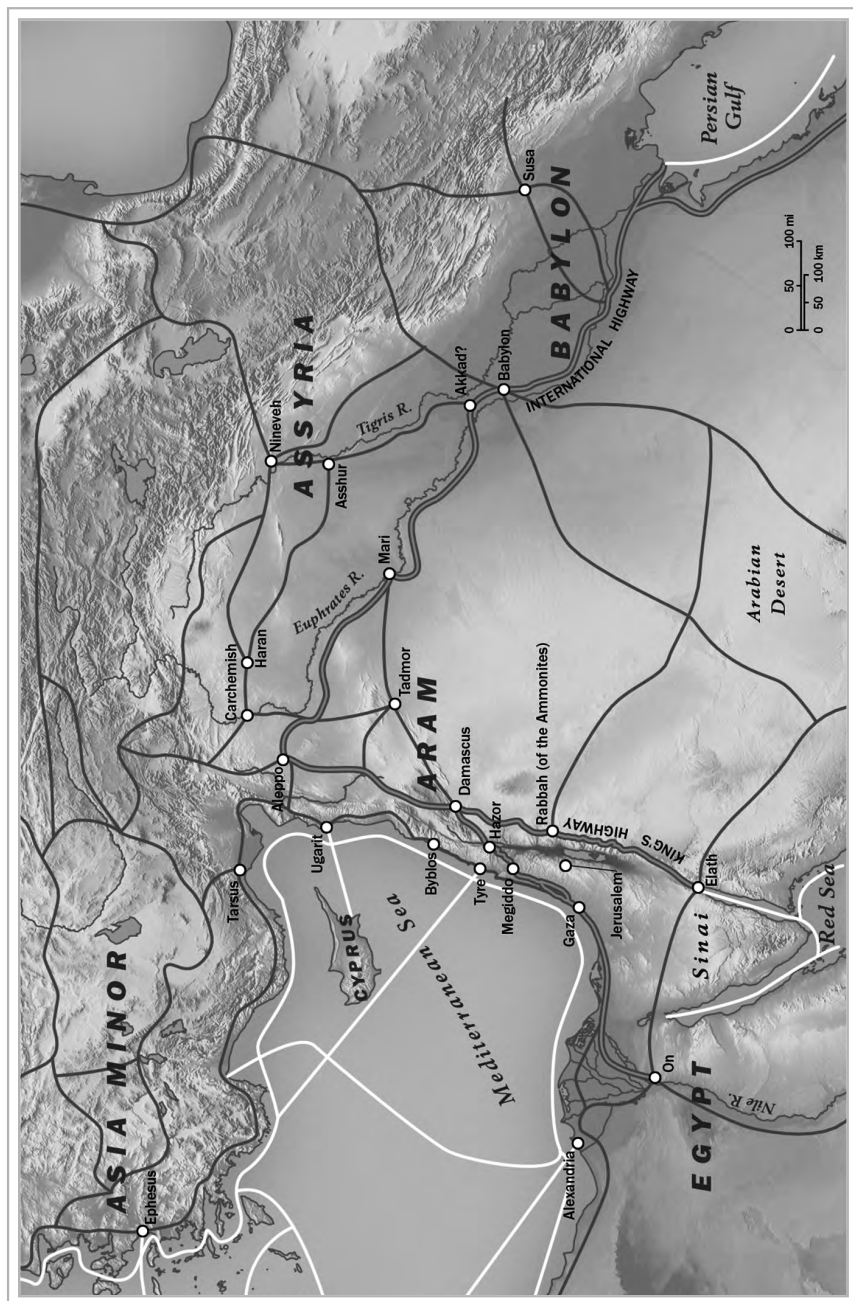 ASIA MINOR
Ephesus
Tarsus
CYPRUS
Mediterranean Sea
Ugarit
Aleppo
Carchemish
Haran
Nineveh
ASSYRIA
Asshur
Tigris R.
Euphrates R.
Mari
Tadmor
ARAM
Damascus
Byblos
Tyre
Hazor
Megiddo
Rabbah (of the Ammonites)
KING'S HIGHWAY
Jerusalem
Gaza
Elath
Sinai
Red Sea
On
Alexandria
EGYPT
Nile R.
Akkad?
Babylon
BABYLON
INTERNATIONAL HIGHWAY
Susa
Persian
Gulf
Arabian
Desert
0 50 100 mi
0 50 100 km